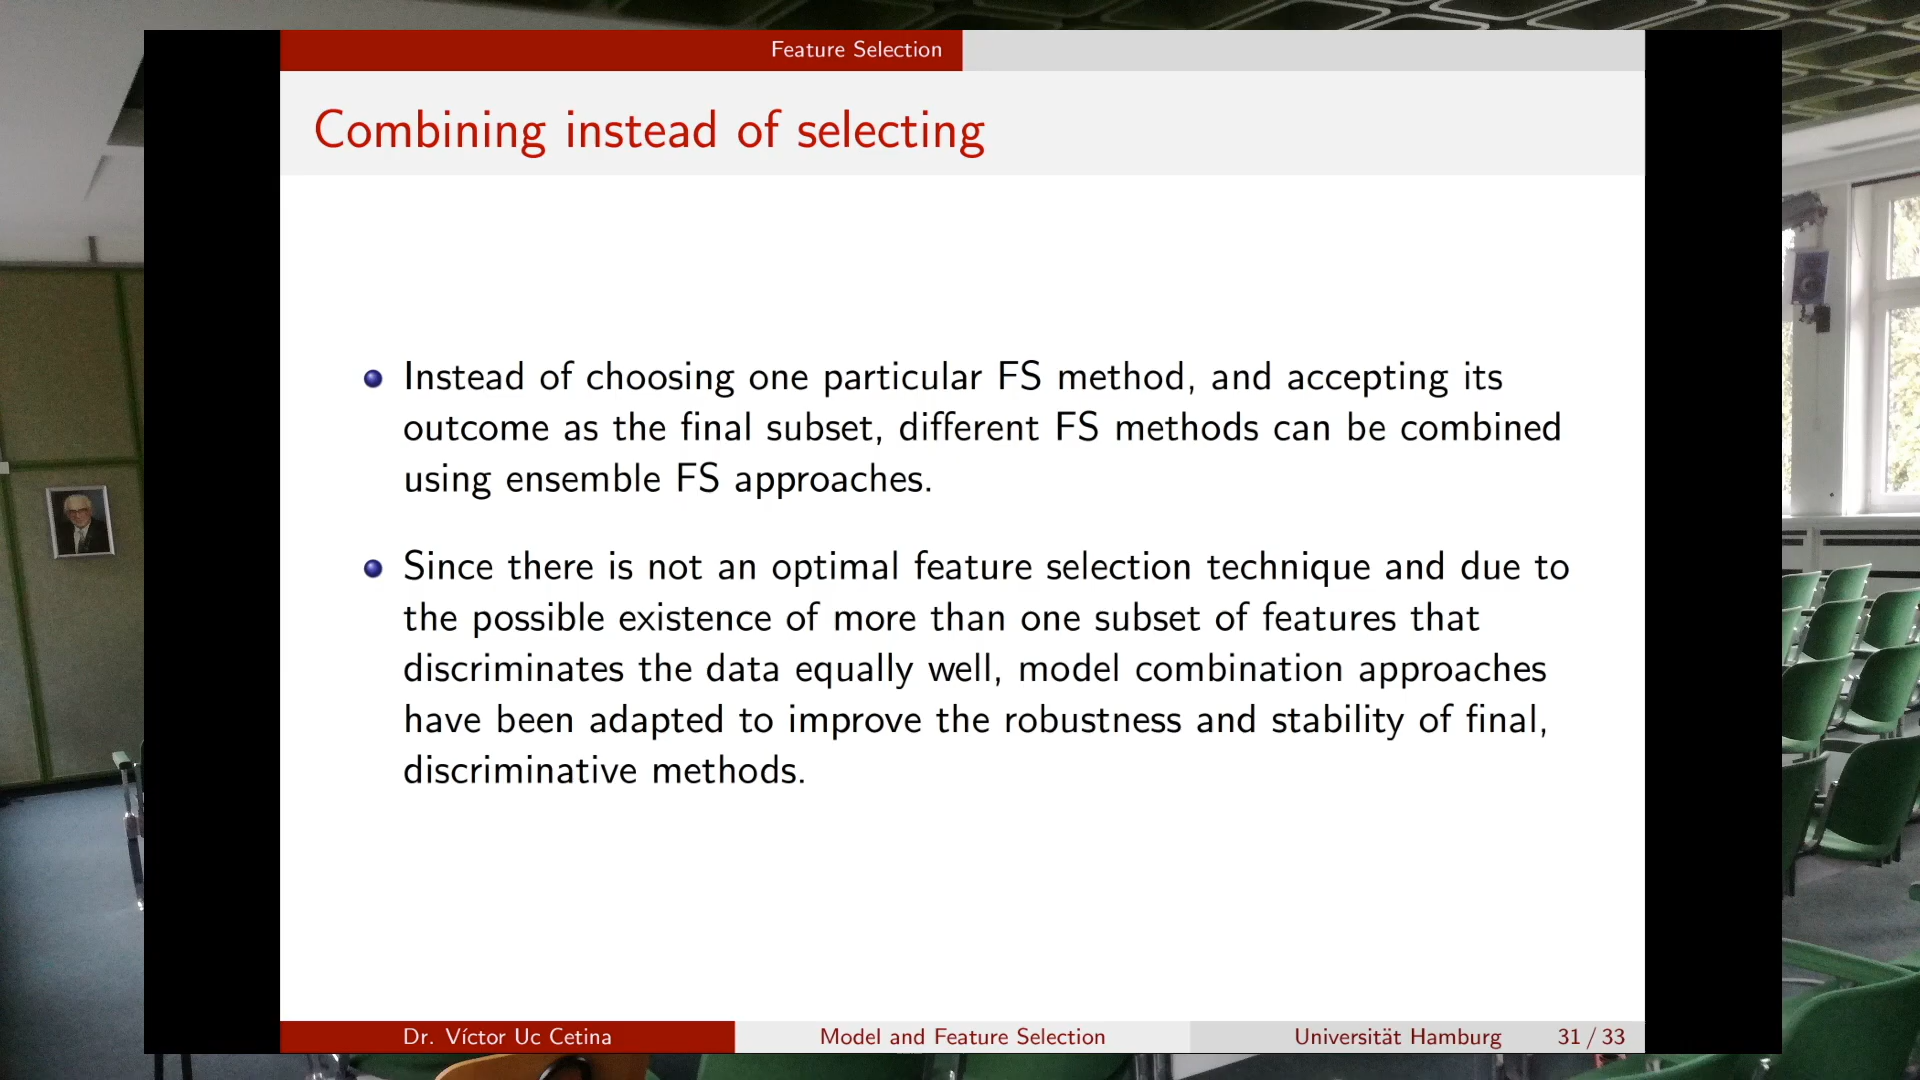 Feature Selection
Combining instead of selecting
Instead of choosing one particular FS method, and accepting its
outcome as the final subset, different FS methods can be combined
using ensemble FS approaches.
Since there is not an optimal feature selection technique and due to
the possible existence of more than one subset of features that
discriminates the data equally well, model combination approaches
have been adapted to improve the robustness and stability of final,
discriminative methods.
Dr. Víctor Uc Cetina Model and Feature Selection Universität Hamburg 31 / 33